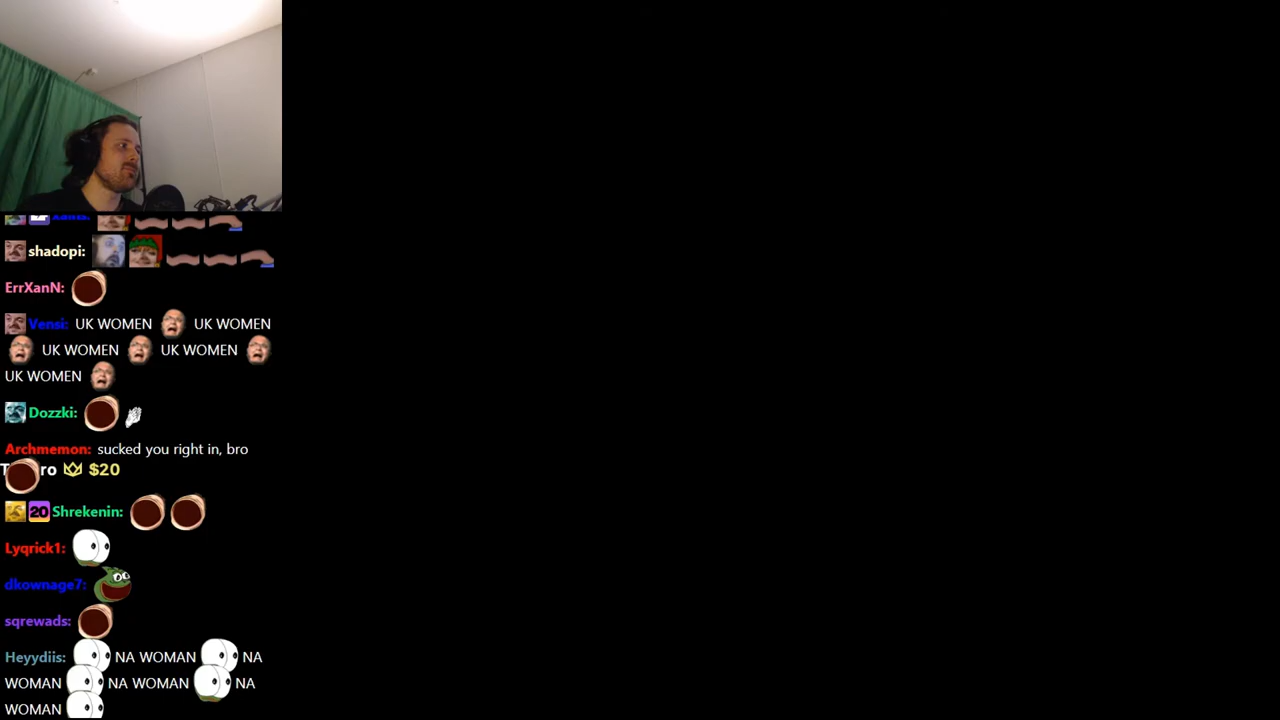 shadopi:
ErrXanN:
Vensi: UK WOMEN UK WOMEN
UK WOMEN UK WOMEN
UK WOMEN
Dozzki:
Archmemon: sucked you right in, bro
ro $20
20 Shrekenin:
Lyqrick1:
dkownage7:
sqrewads:
Heyydiis: NA WOMAN NA
WOMAN NA WOMAN NA
WOMAN